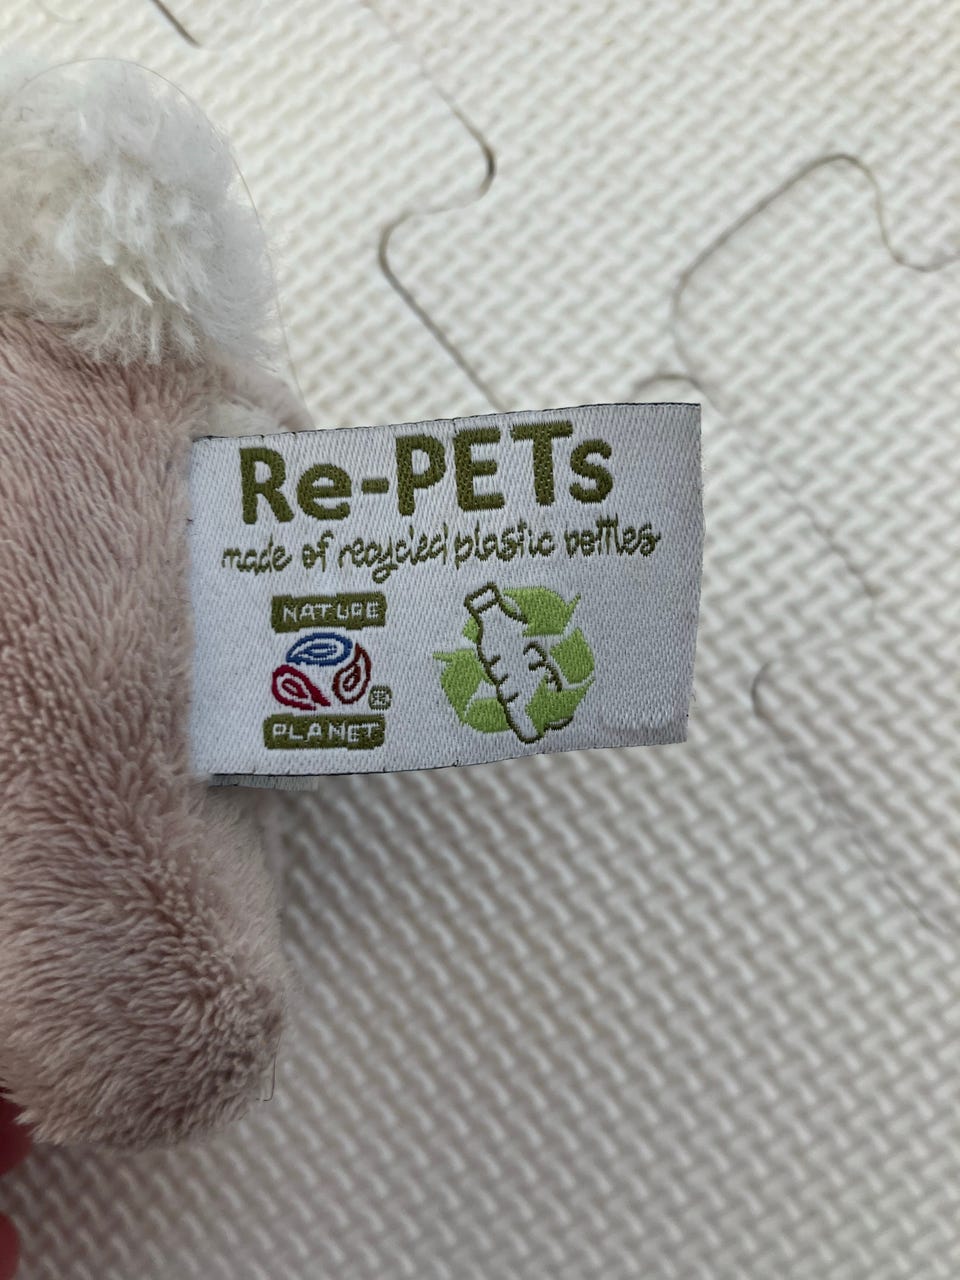 Re-PETs
made of recycled plastic bottles
NATURE
PLANET
®